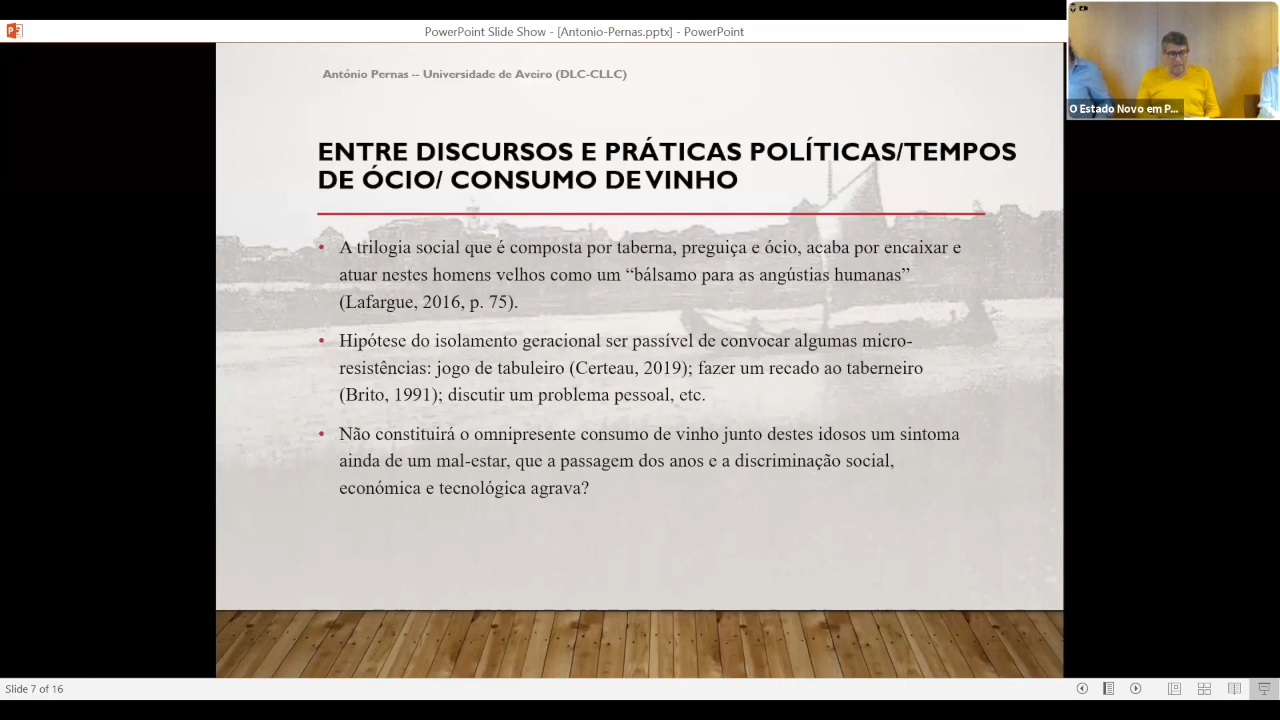 PowerPoint Slide Show - [Antonio-Pernas.pptx] - PowerPoint
António Pernas -- Universidade de Aveiro (DLC-CLLC)
O Estado Novo em P...
ENTRE DISCURSOS E PRÁTICAS POLÍTICAS/TEMPOS
DE ÓCIO/ CONSUMO DE VINHO
• A trilogia social que é composta por taberna, preguiça e ócio, acaba por encaixar e
atuar nestes homens velhos como um “bálsamo para as angústias humanas”
(Lafargue, 2016, p. 75).
• Hipótese do isolamento geracional ser passível de convocar algumas micro-
resistências: jogo de tabuleiro (Certeau, 2019); fazer um recado ao taberneiro
(Brito, 1991); discutir um problema pessoal, etc.
• Não constituirá o omnipresente consumo de vinho junto destes idosos um sintoma
ainda de um mal-estar, que a passagem dos anos e a discriminação social,
económica e tecnológica agrava?
Slide 7 of 16